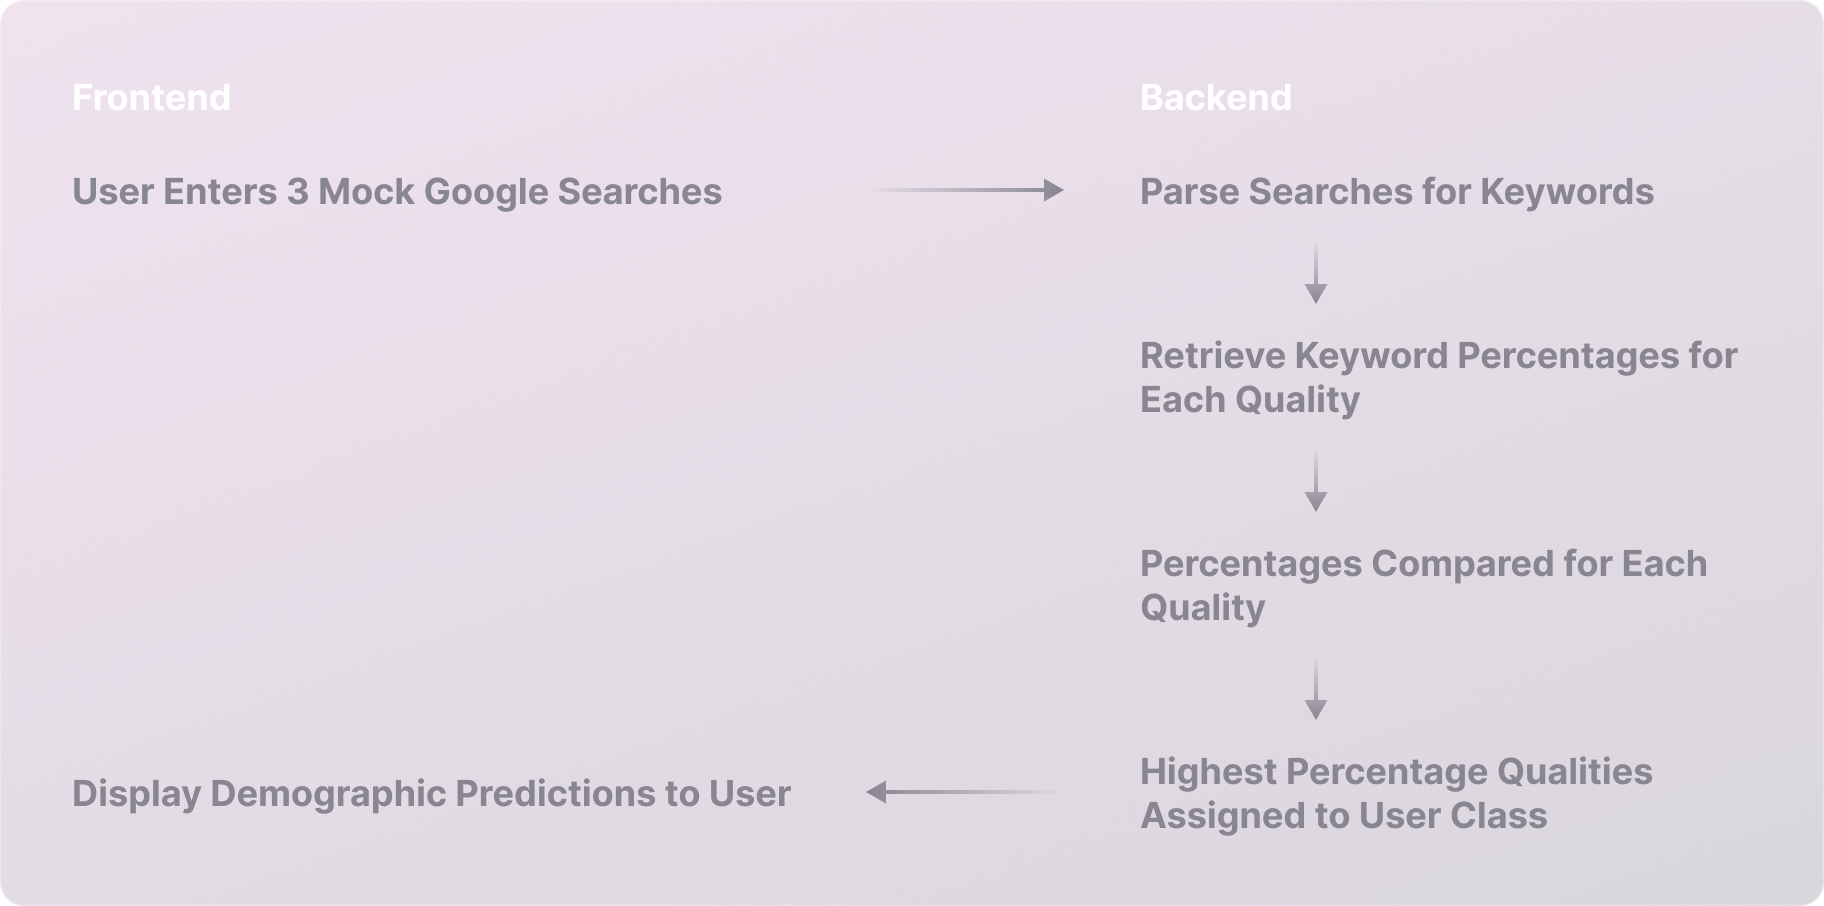 Frontend
Backend
User Enters 3 Mock Google Searches
Parse Searches for Keywords
Retrieve Keyword Percentages for
Each Quality
Percentages Compared for Each
Quality
Highest Percentage Qualities
Assigned to User Class
Display Demographic Predictions to User